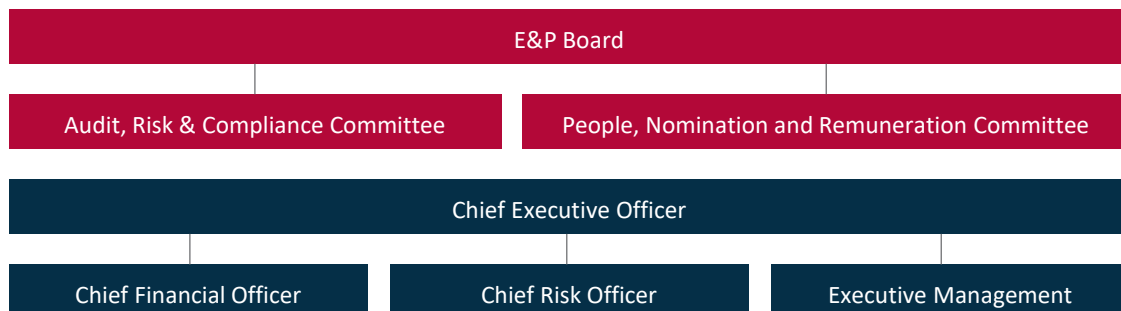 E&P Board
Audit, Risk & Compliance Committee
People, Nomination and Remuneration Committee
Chief Executive Officer
Chief Financial Officer
Chief Risk Officer
Executive Management